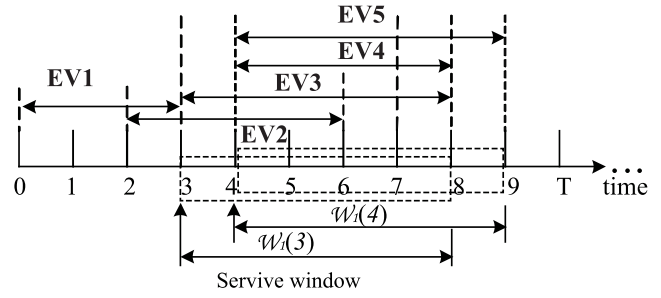 EV5
EV4
EV1
EV3
EV2
0 1 2 3 4 5 6 7 8 9 T time
𝒲₁(4)
𝒲₁(3)
Servive window